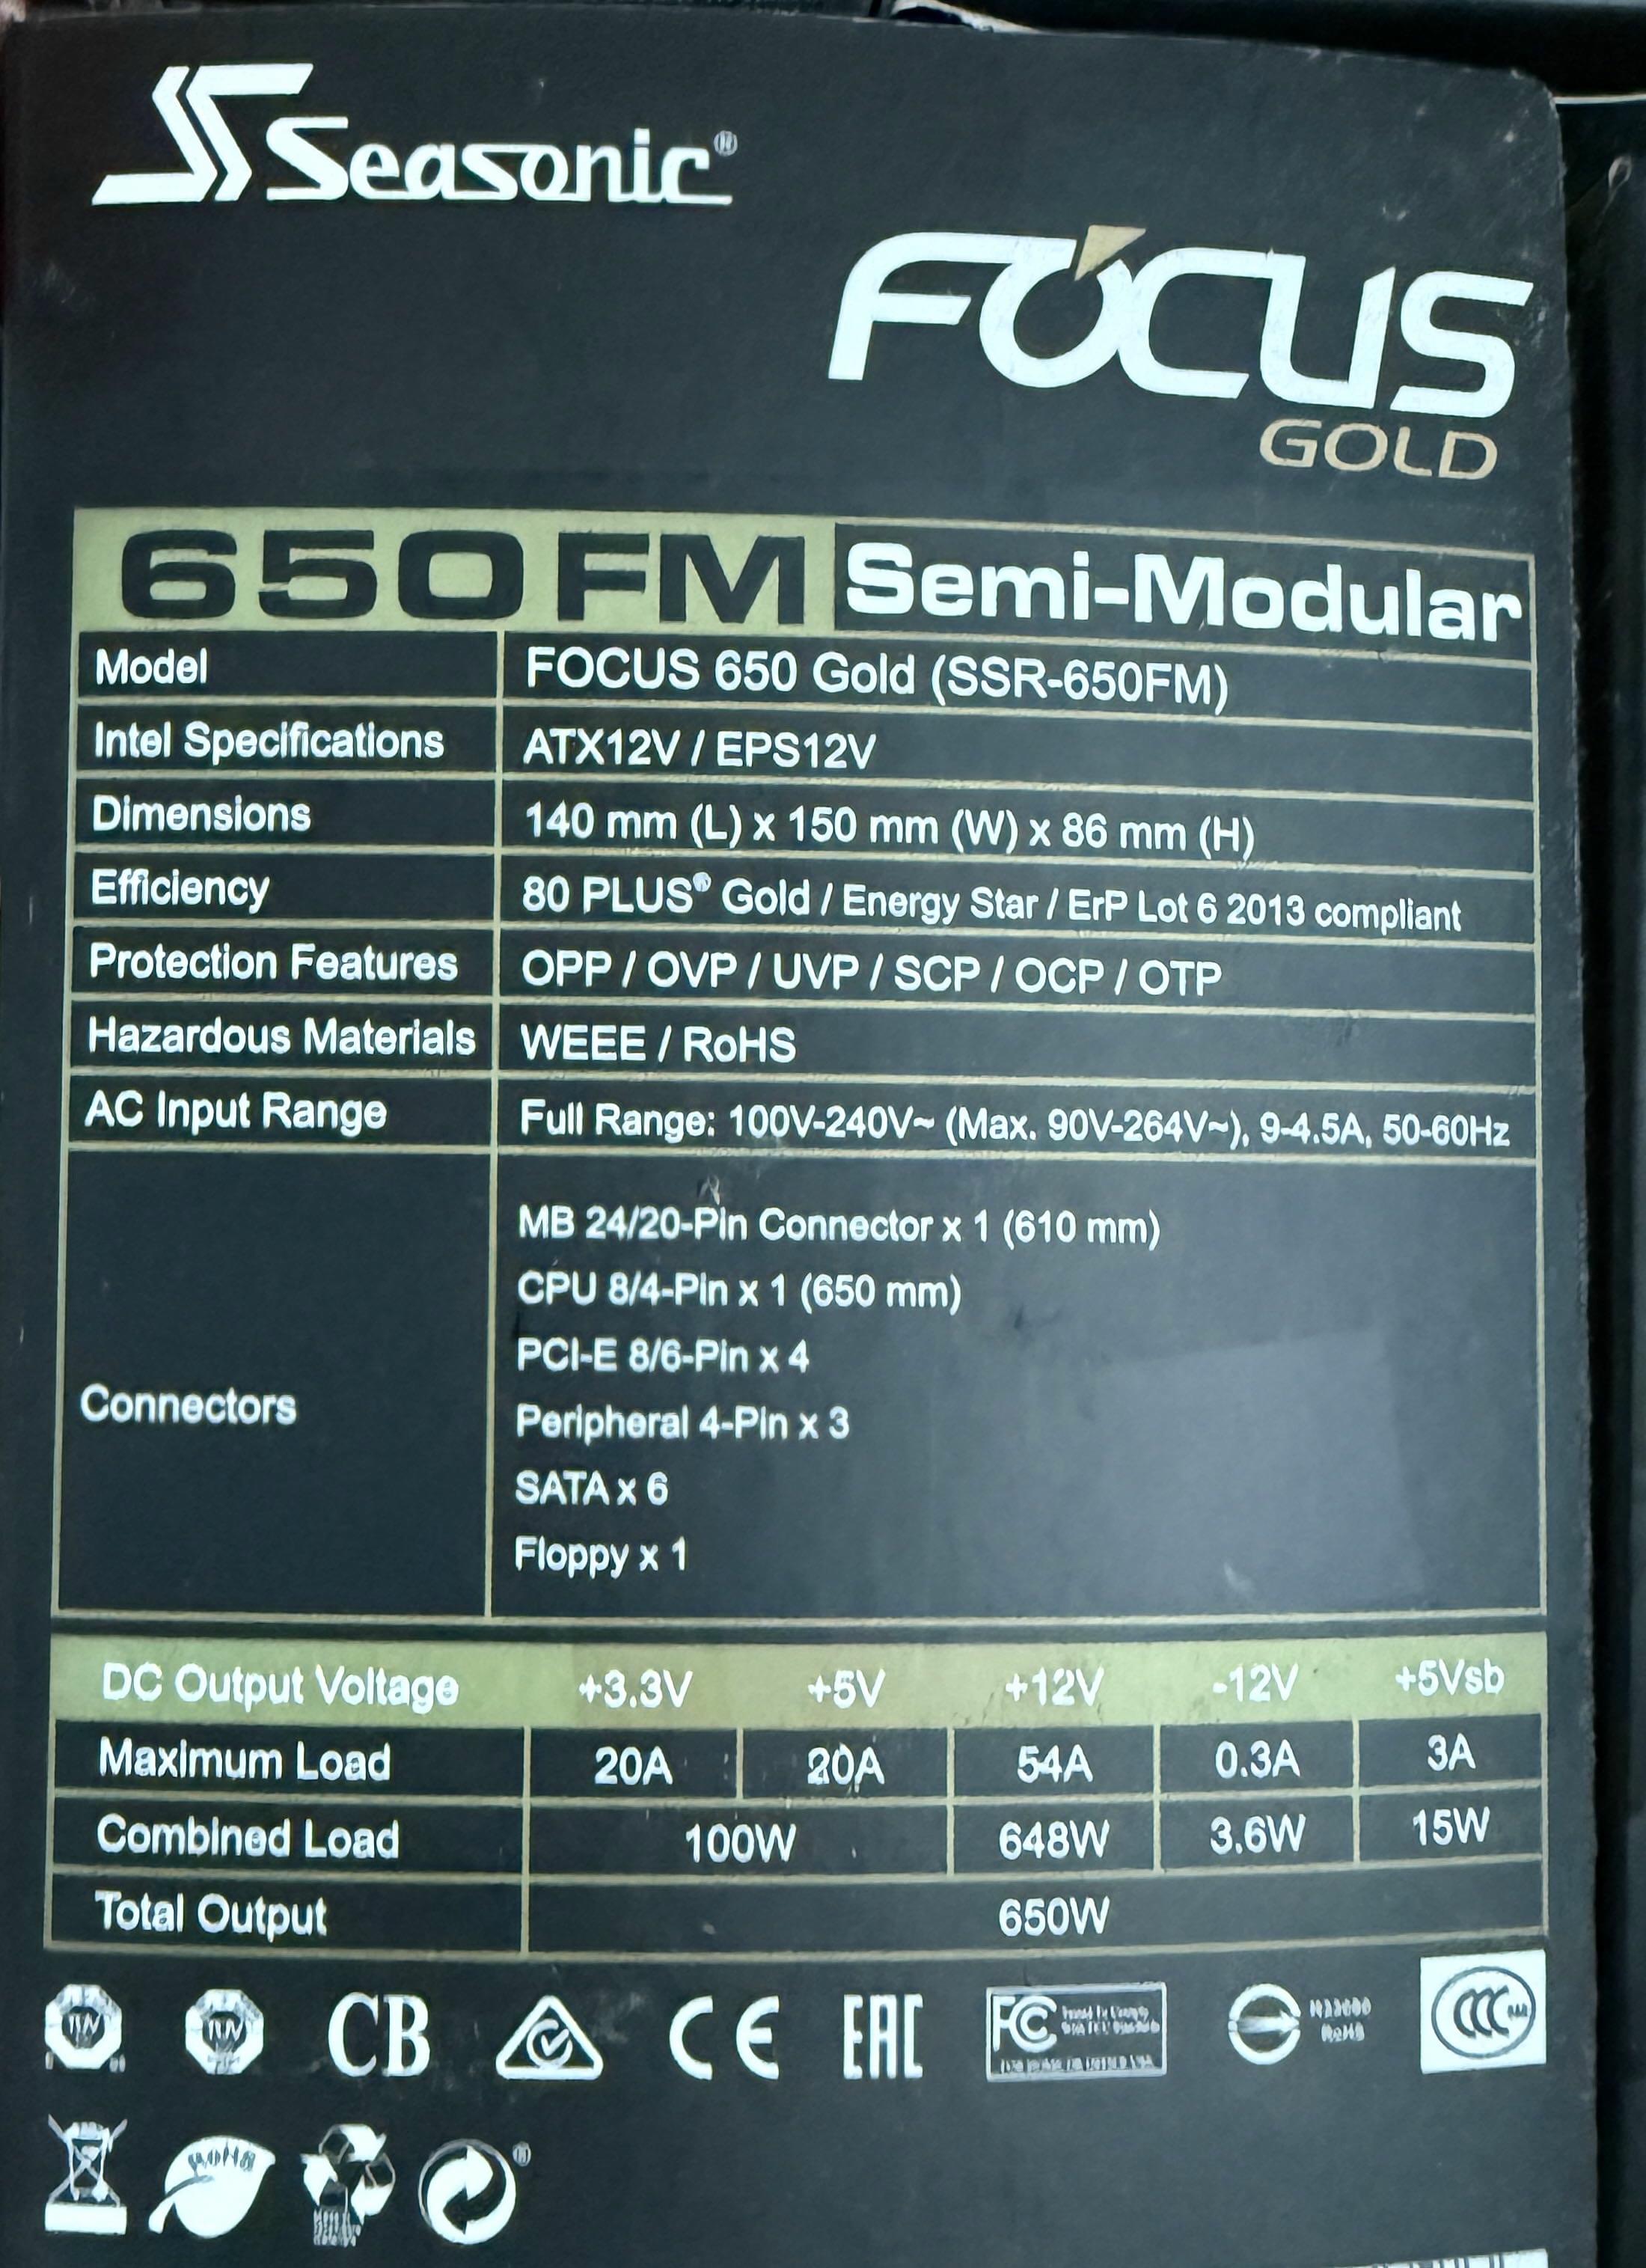 Seasonic®
FOCUS
GOLD
650 FM Semi-Modular
Model FOCUS 650 Gold (SSR-650FM)
Intel Specifications ATX12V / EPS12V
Dimensions 140 mm (L) x 150 mm (W) x 86 mm (H)
Efficiency 80 PLUS® Gold / Energy Star / ErP Lot 6 2013 compliant
Protection Features OPP / OVP / UVP / SCP / OCP / OTP
Hazardous Materials WEEE / RoHS
AC Input Range Full Range: 100V-240V~ (Max. 90V-264V~), 9-4.5A, 50-60Hz
Connectors
MB 24/20-Pin Connector x 1 (610 mm)
CPU 8/4-Pin x 1 (650 mm)
PCI-E 8/6-Pin x 4
Peripheral 4-Pin x 3
SATA x 6
Floppy x 1
DC Output Voltage +3.3V +5V +12V -12V +5Vsb
Maximum Load 20A 20A 54A 0.3A 3A
Combined Load 100W 648W 3.6W 15W
Total Output 650W
CB CE EAC FC CCC
RoHS
RoHS ®